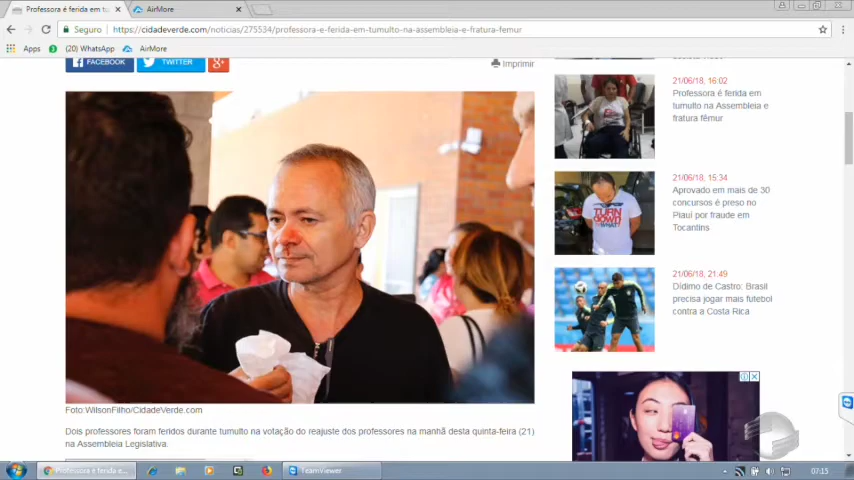 Professora é ferida em tu
AirMore
Seguro
https://cidadeverde.com/noticias/275534/professora-e-ferida-em-tumulto-na-assembleia-e-fratura-femur
Apps
(20) WhatsApp
AirMore
FACEBOOK
TWITTER
Imprimir
Foto:WilsonFilho/CidadeVerde.com
Dois professores foram feridos durante tumulto na votação do reajuste dos professores na manhã desta quinta-feira (21)
na Assembleia Legislativa.
21/06/18, 16:02
Professora é ferida em
tumulto na Assembleia e
fratura fêmur
21/06/18, 15:34
Aprovado em mais de 30
concursos é preso no
Piauí por fraude em
Tocantins
TURN
DOWN
WHAT?
21/06/18, 21:49
Dídimo de Castro: Brasil
precisa jogar mais futebol
contra a Costa Rica
Professora é ferida e...
TeamViewer
07:15